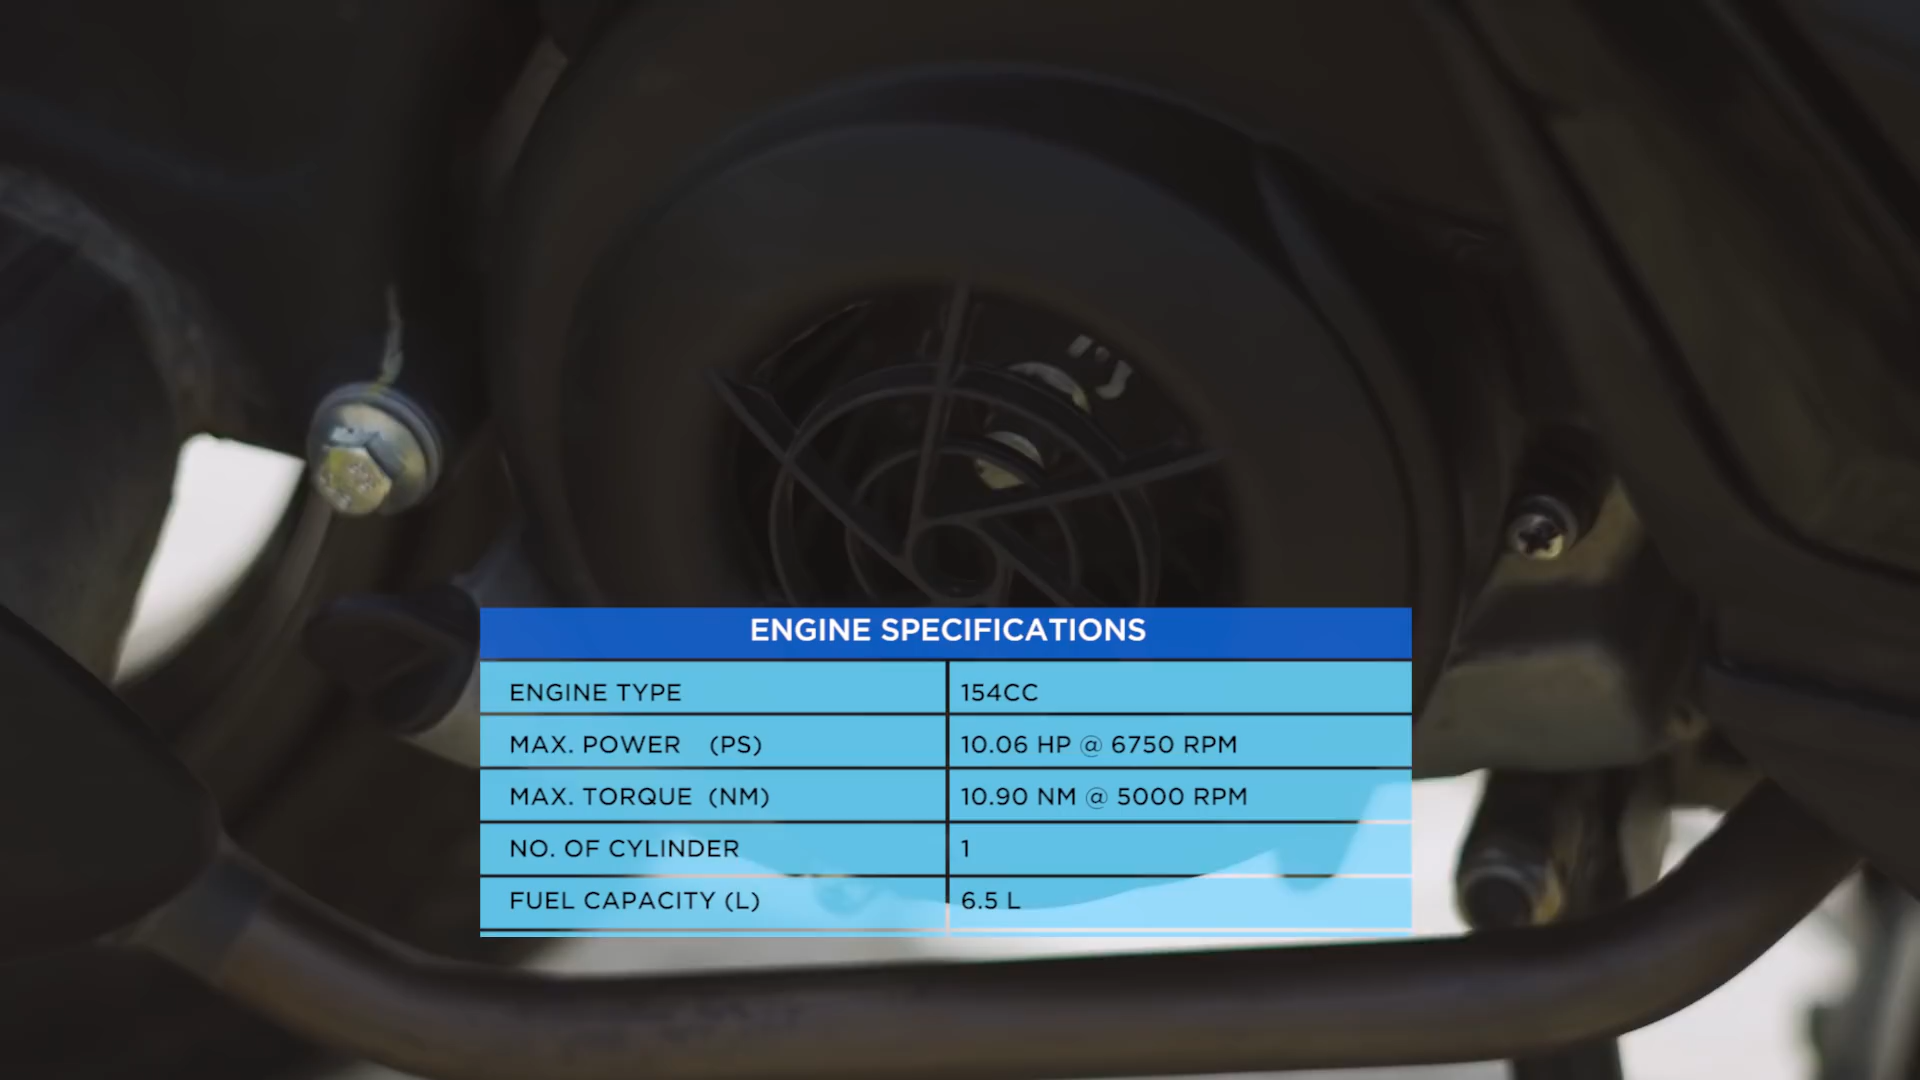 ENGINE SPECIFICATIONS
ENGINE TYPE 154CC
MAX. POWER (PS) 10.06 HP @ 6750 RPM
MAX. TORQUE (NM) 10.90 NM @ 5000 RPM
NO. OF CYLINDER 1
FUEL CAPACITY (L) 6.5 L